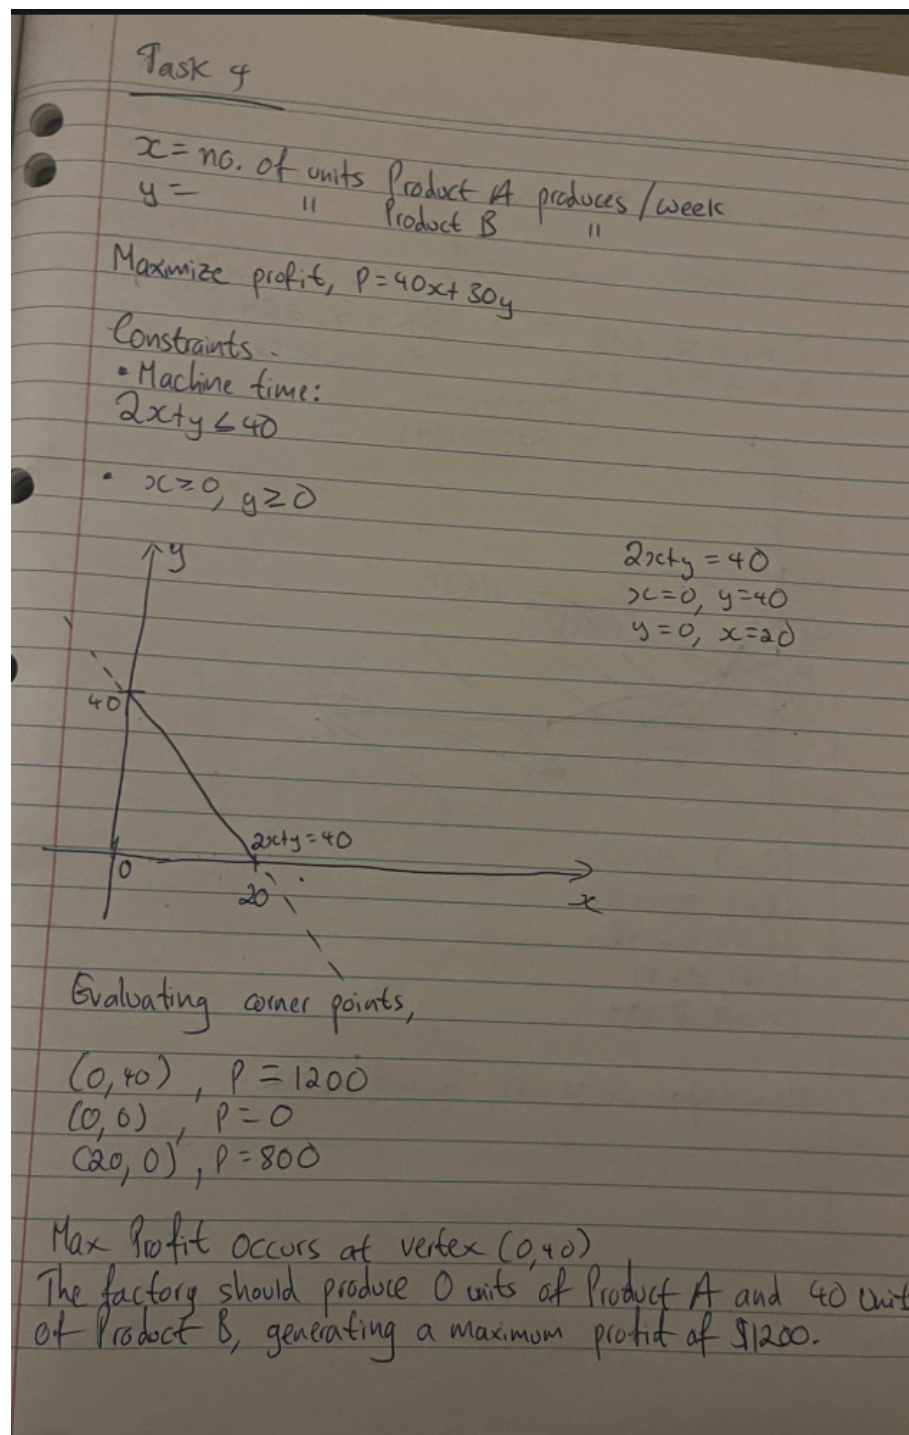 Task 4
x = no. of units Product A produces / week
y = " Product B "
Maximize profit, P = 40x + 30y
Constraints.
• Machine time:
2x+y ≤ 40
• x ≥ 0, y ≥ 0
y
2x+y = 40
x=0, y=40
y=0, x=20
40
2x+y = 40
0
20
x
Evaluating corner points,
(0,40), P = 1200
(0,0), P = 0
(20,0), P = 800
Max Profit occurs at vertex (0,40)
The factory should produce 0 units of Product A and 40 unit
of Product B, generating a maximum profit of $1200.